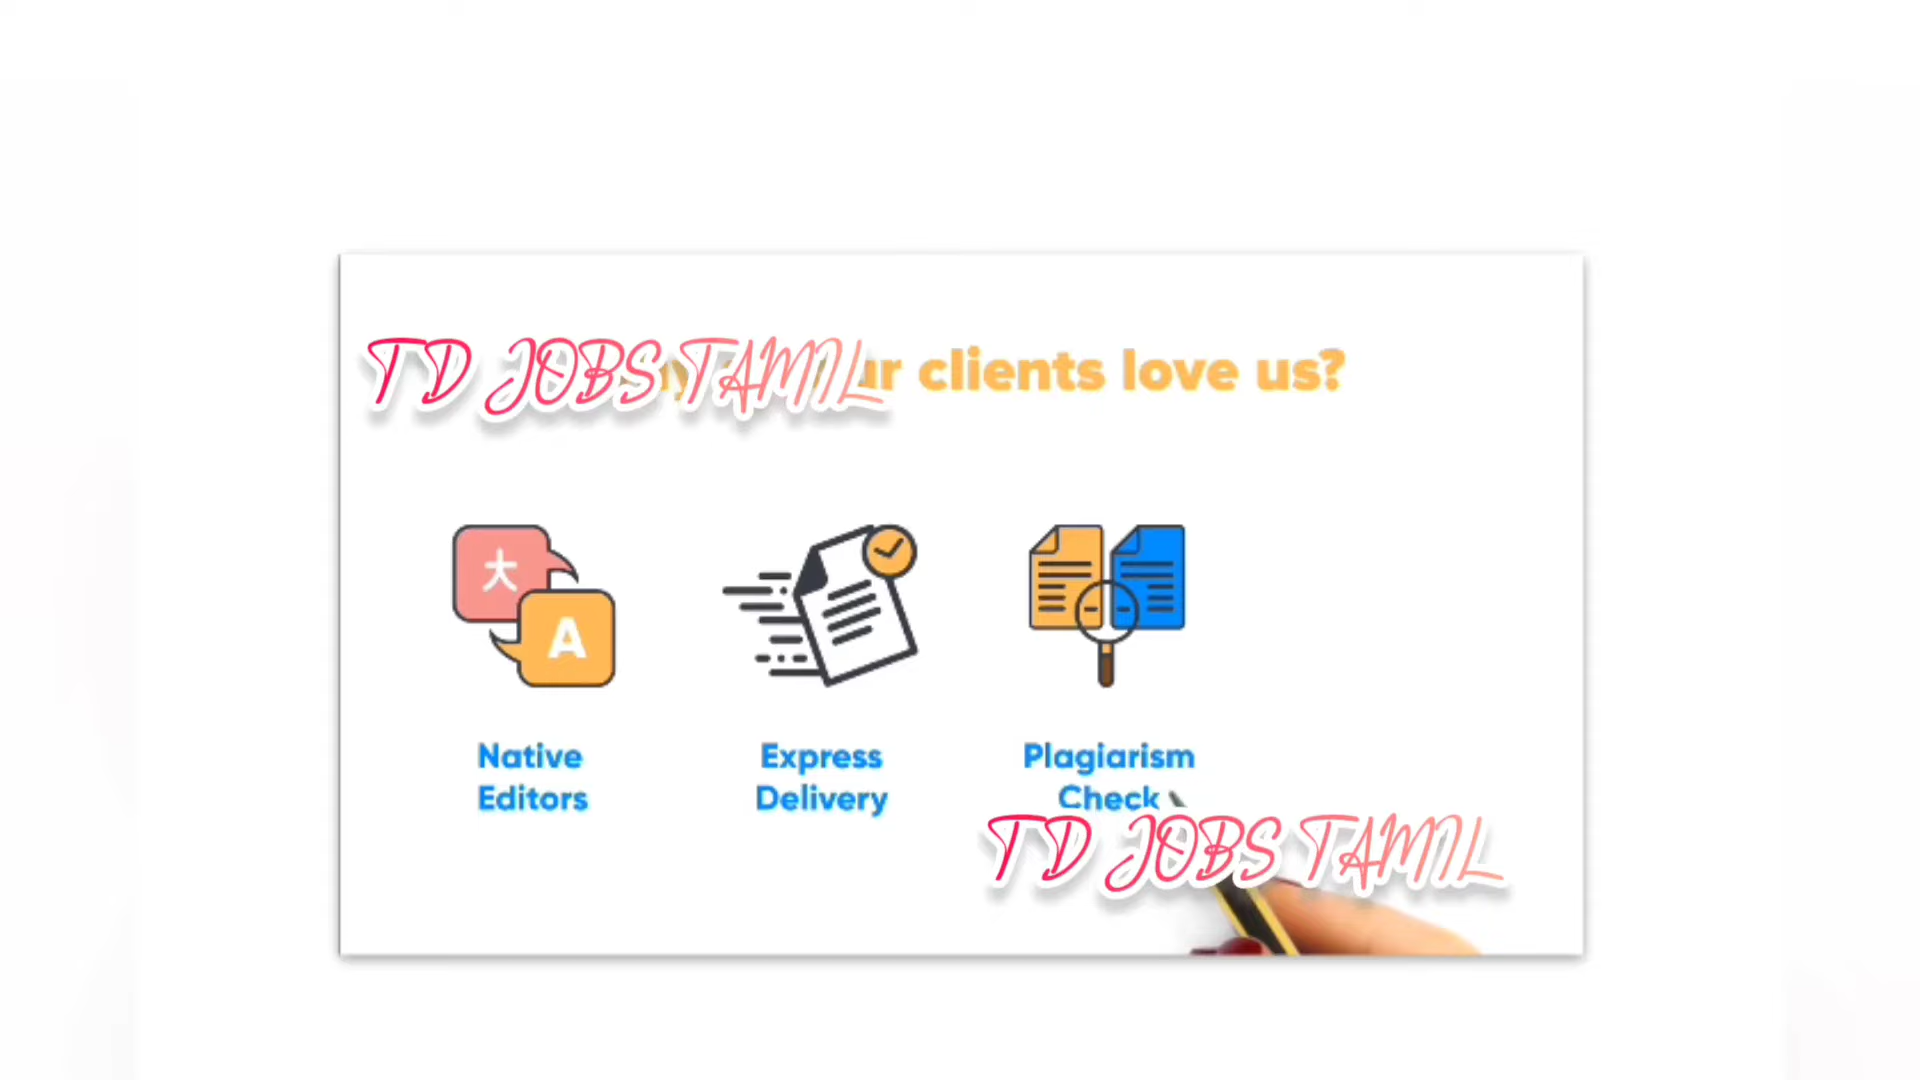 TD JOBS TAMIL
clients love us?
大
A
Native
Editors
Express
Delivery
Plagiarism
Check
TD JOBS TAMIL